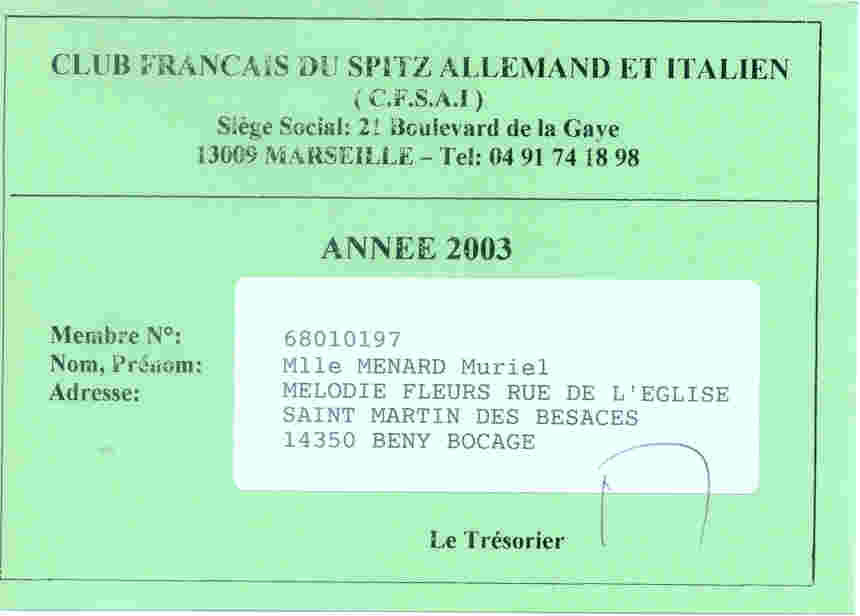 CLUB FRANCAIS DU SPITZ ALLEMAND ET ITALIEN
( C.F.S.A.I )
Siège Social: 21 Boulevard de la Gaye
13009 MARSEILLE – Tel: 04 91 74 18 98
ANNEE 2003
Membre N°: 68010197
Nom, Prénom: Mlle MENARD Muriel
Adresse: MELODIE FLEURS RUE DE L'EGLISE
SAINT MARTIN DES BESACES
14350 BENY BOCAGE
Le Trésorier